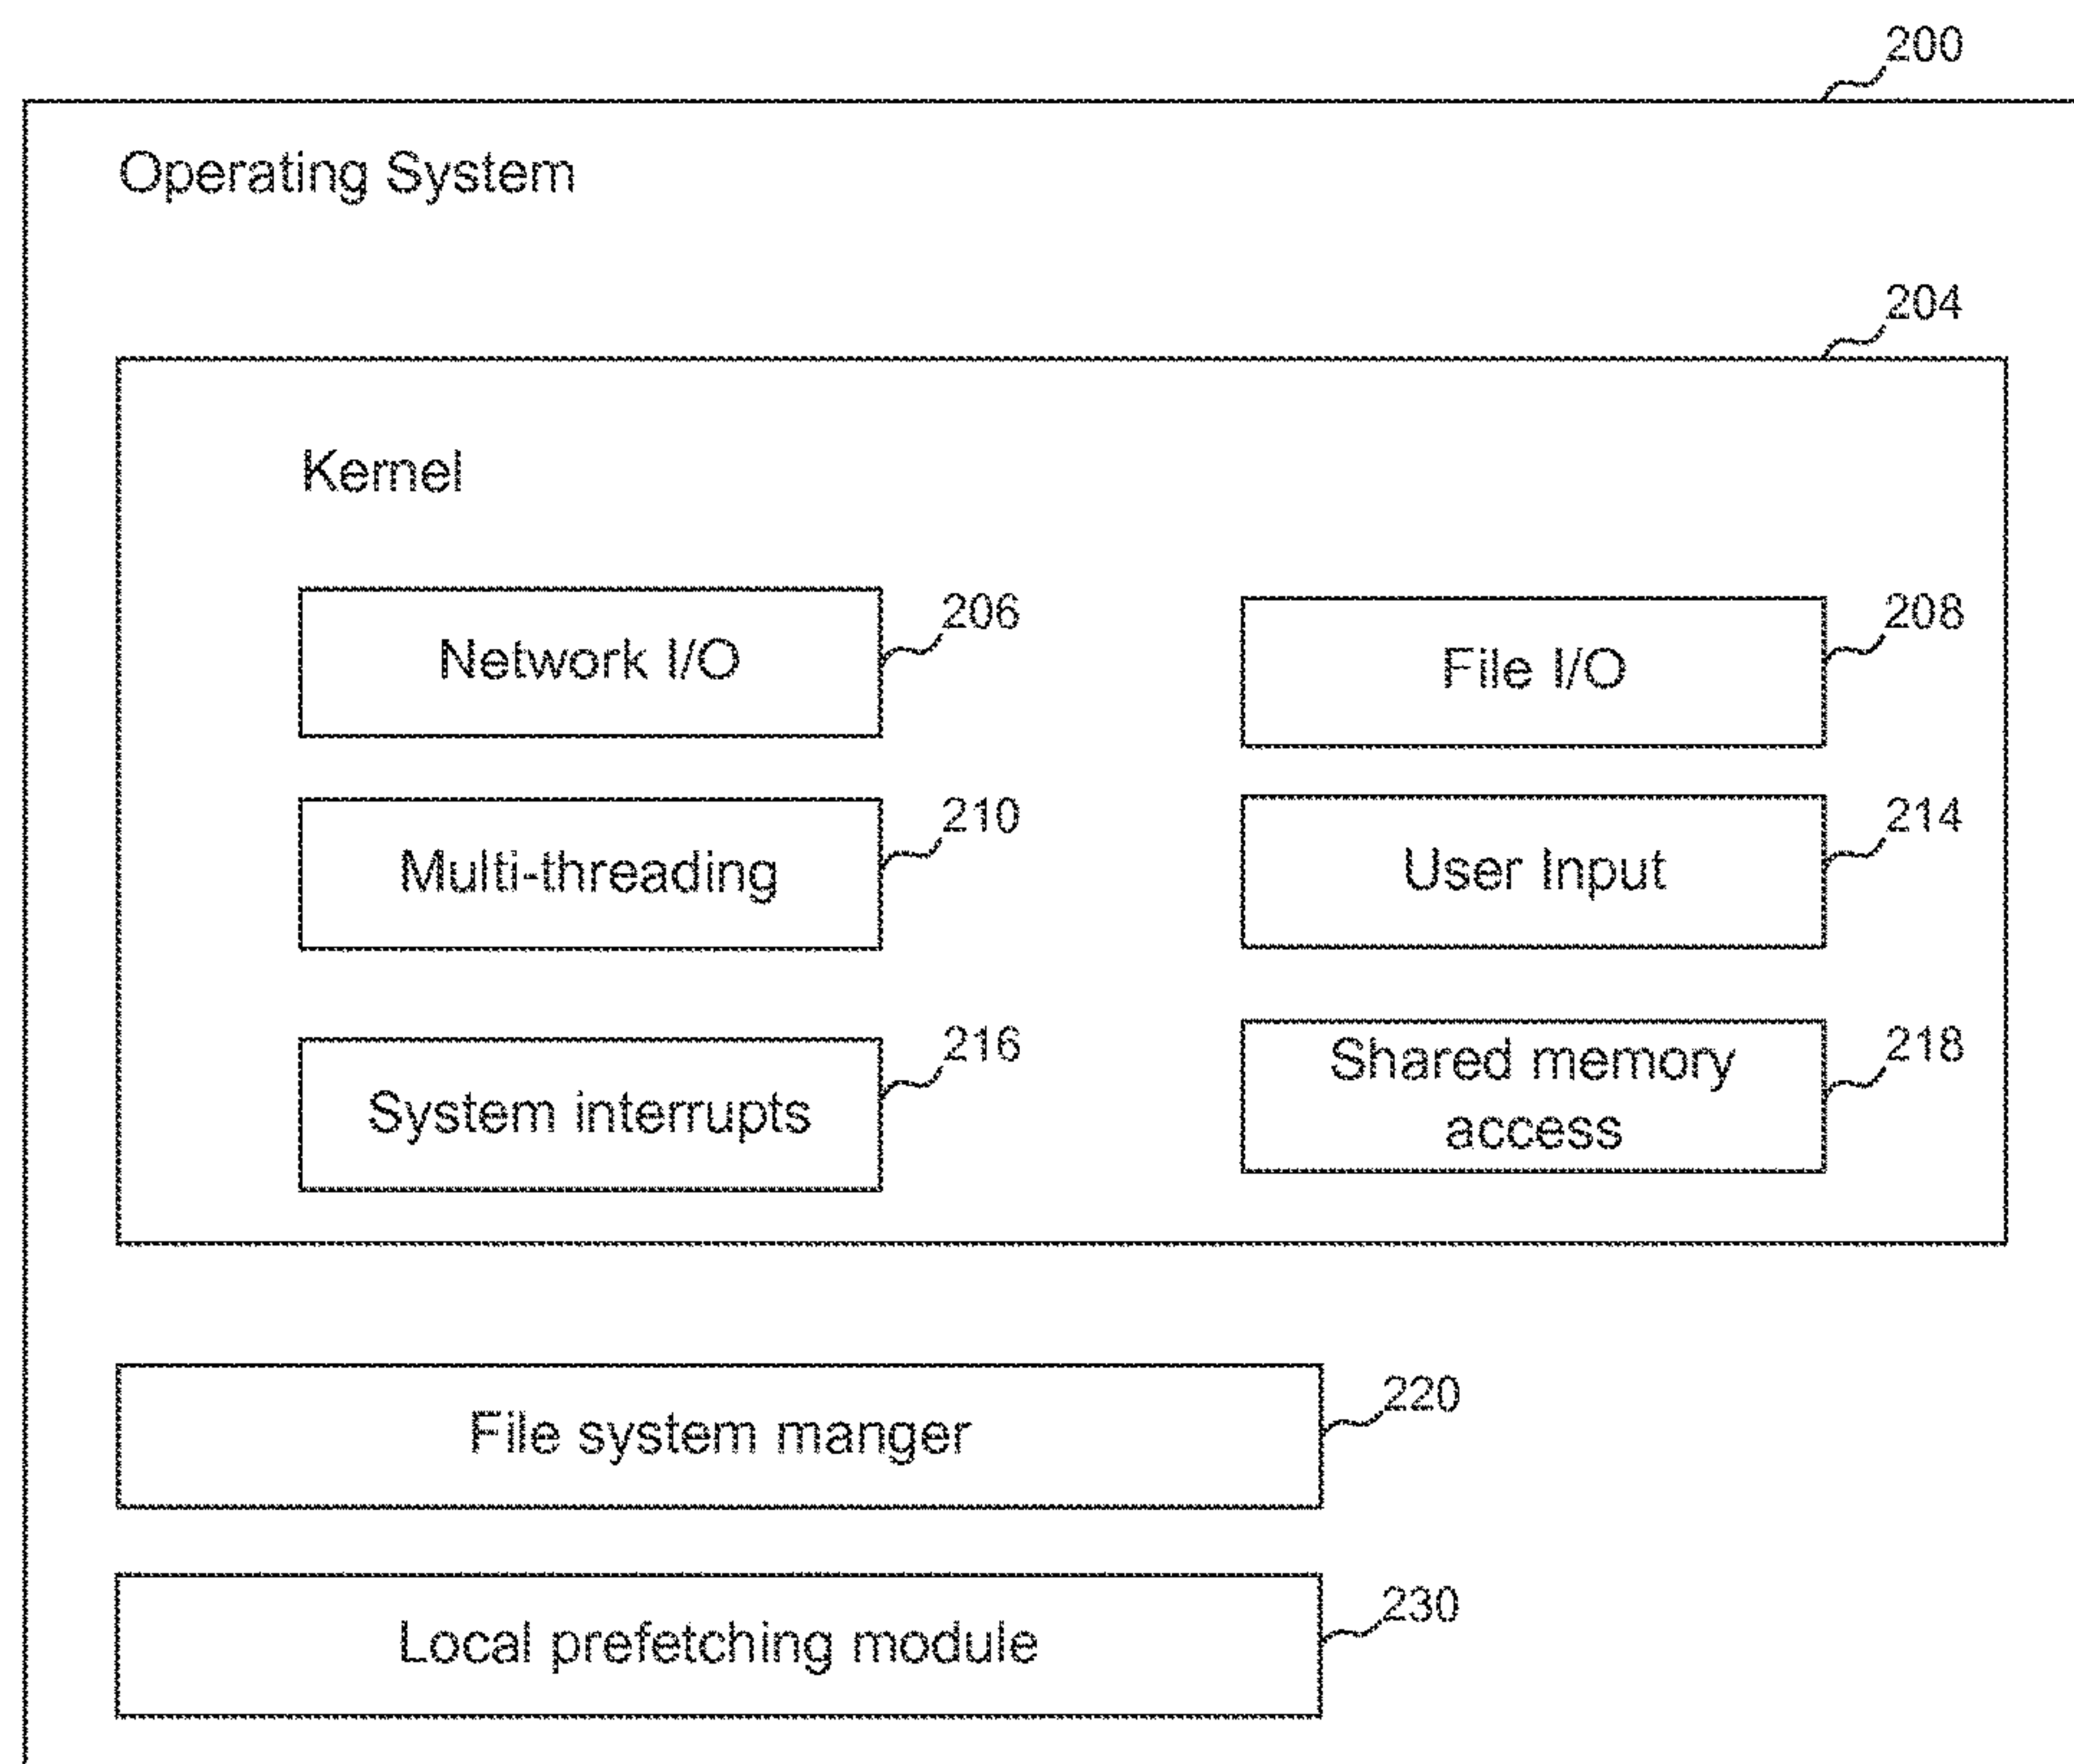 200
Operating System
204
Kernel
Network I/O
206
File I/O
208
Multi-threading
210
User Input
214
System interrupts
216
Shared memory
access
218
File system manger
220
Local prefetching module
230